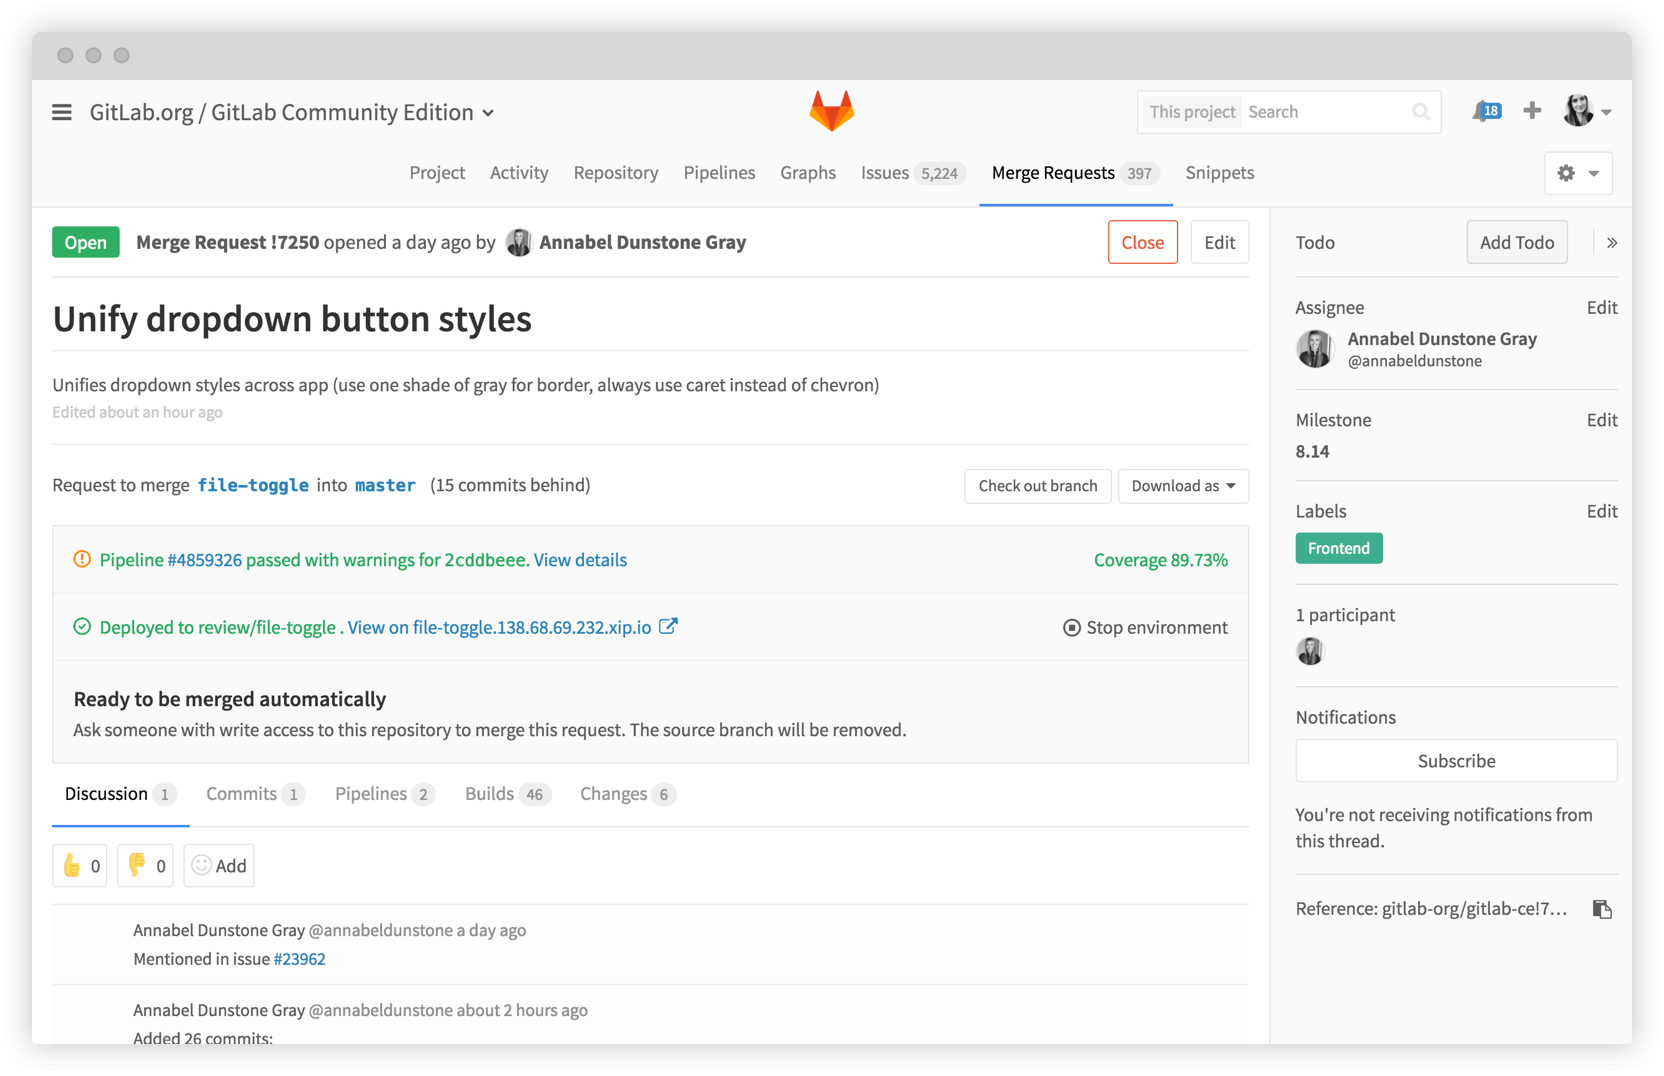 GitLab.org / GitLab Community Edition
This project Search
18
Project Activity Repository Pipelines Graphs Issues 5,224 Merge Requests 397 Snippets
Open Merge Request !7250 opened a day ago by Annabel Dunstone Gray Close Edit
Unify dropdown button styles
Unifies dropdown styles across app (use one shade of gray for border, always use caret instead of chevron)
Edited about an hour ago
Request to merge file-toggle into master (15 commits behind) Check out branch Download as
Pipeline #4859326 passed with warnings for 2cddbeee. View details Coverage 89.73%
Deployed to review/file-toggle . View on file-toggle.138.68.69.232.xip.io Stop environment
Ready to be merged automatically
Ask someone with write access to this repository to merge this request. The source branch will be removed.
Discussion 1 Commits 1 Pipelines 2 Builds 46 Changes 6
0 0 Add
Annabel Dunstone Gray @annabeldunstone a day ago
Mentioned in issue #23962
Annabel Dunstone Gray @annabeldunstone about 2 hours ago
Added 26 commits:
Todo Add Todo »
Assignee Edit
Annabel Dunstone Gray
@annabeldunstone
Milestone Edit
8.14
Labels Edit
Frontend
1 participant
Notifications
Subscribe
You're not receiving notifications from
this thread.
Reference: gitlab-org/gitlab-ce!7…